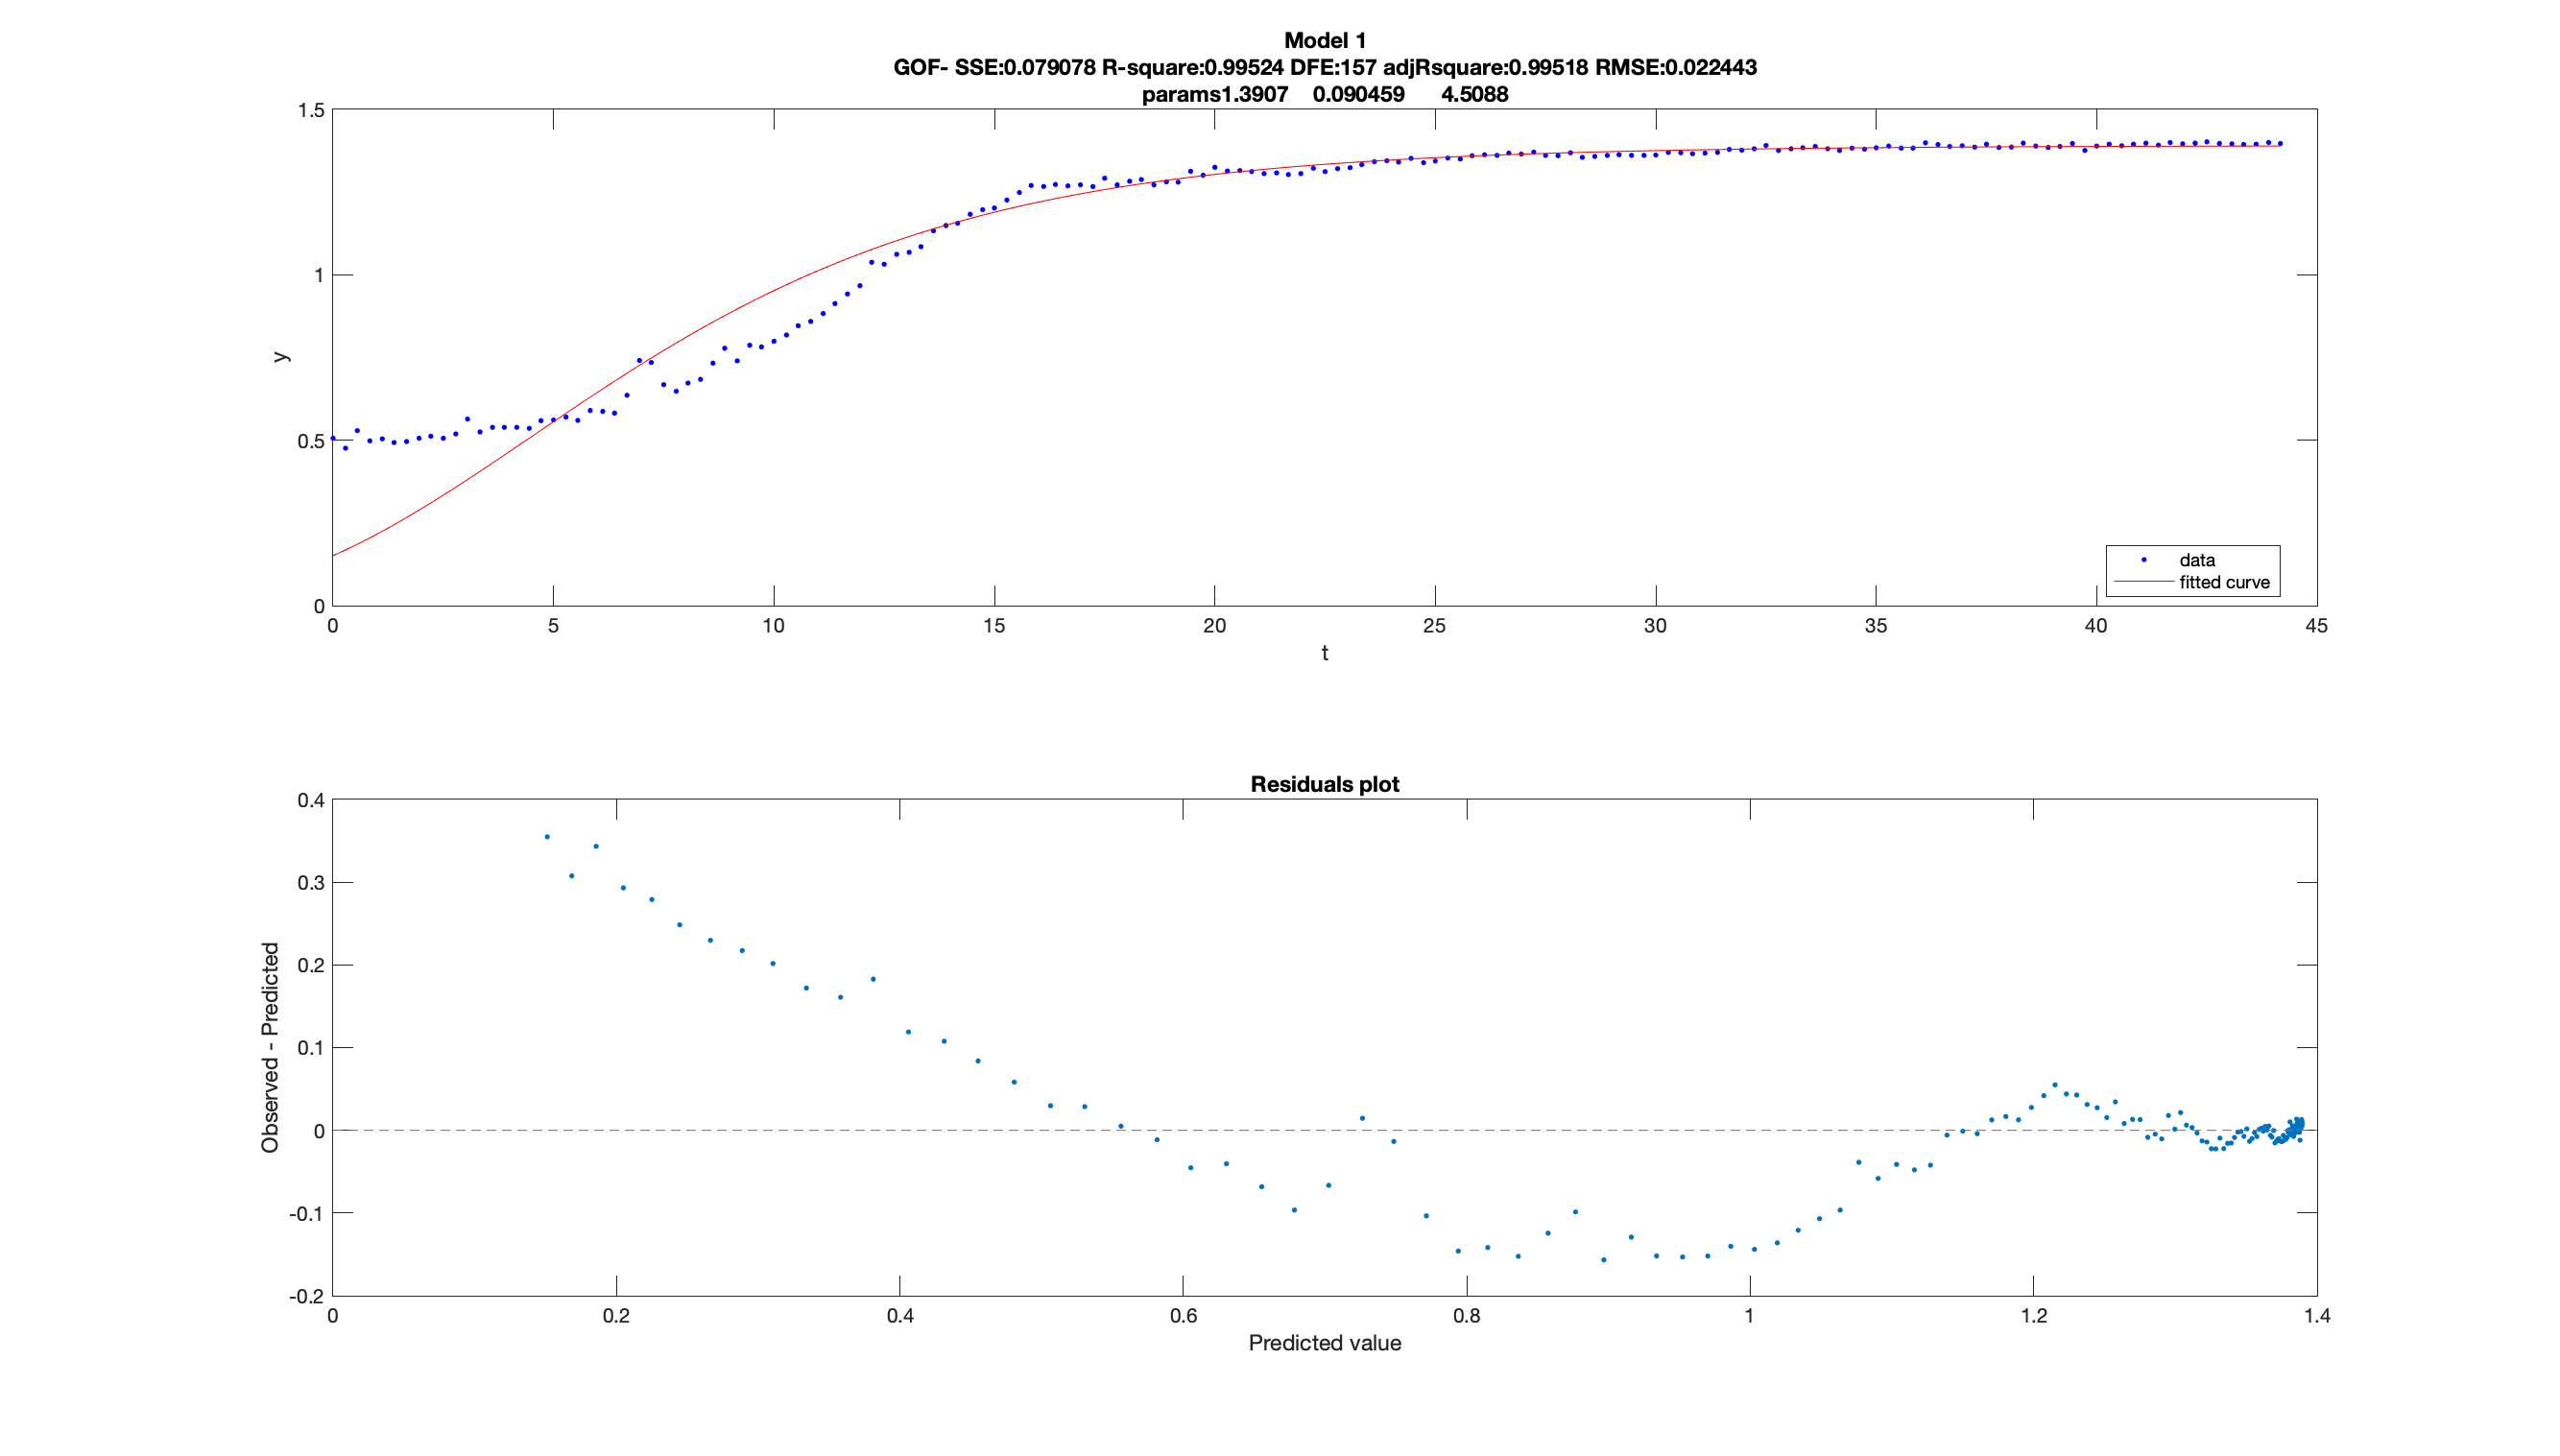 Model 1
GOF- SSE:0.079078 R-square:0.99524 DFE:157 adjRsquare:0.99518 RMSE:0.022443
params1.3907 0.090459 4.5088
1.5
1
0.5
0
y
0 5 10 15 20 25 30 35 40 45
t
data
fitted curve
Residuals plot
0.4
0.3
0.2
0.1
0
-0.1
-0.2
Observed - Predicted
0 0.2 0.4 0.6 0.8 1 1.2 1.4
Predicted value